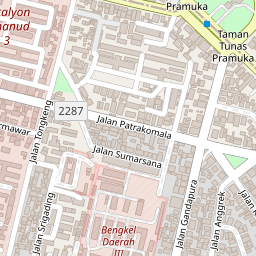 Pramuka
Taman
Tunas
Pramuka
3
2287
Jalan Patrakomala
Jalan Tongkeng
Jalan Sumarsana
Jalan Srigading
Jalan Gandapura
Jalan Anggrek
Bengkel
Daerah
III